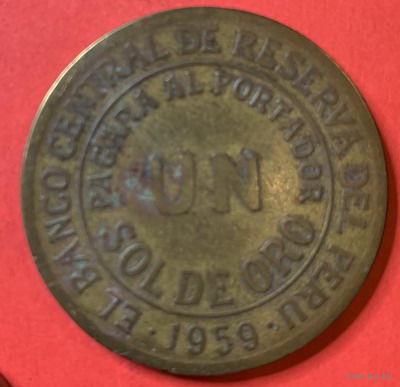 EL BANCO CENTRAL DE RESERVA DEL PERU
PAGARA AL PORTADOR
UN
SOL DE ORO
· 1959 ·